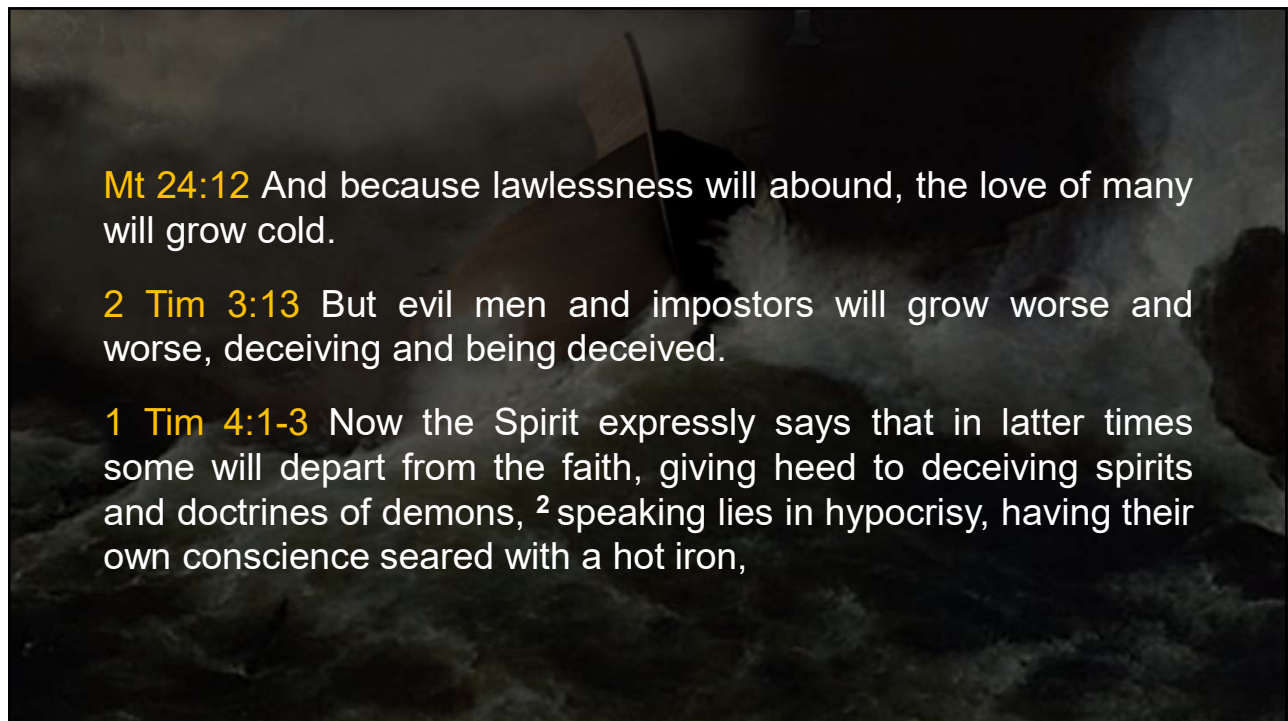 Mt 24:12 And because lawlessness will abound, the love of many
will grow cold.
2 Tim 3:13 But evil men and impostors will grow worse and
worse, deceiving and being deceived.
1 Tim 4:1-3 Now the Spirit expressly says that in latter times
some will depart from the faith, giving heed to deceiving spirits
and doctrines of demons, ² speaking lies in hypocrisy, having their
own conscience seared with a hot iron,